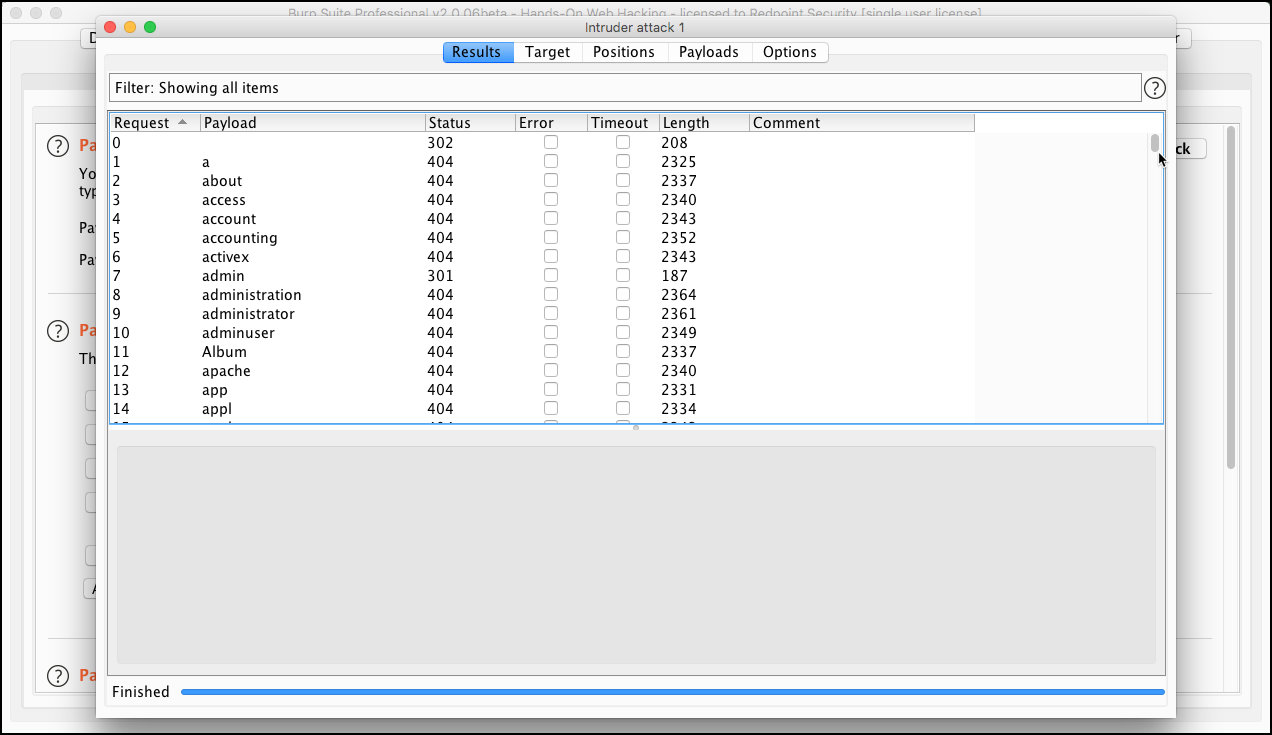 Burp Suite Professional v2.0.06beta - Hands-On Web Hacking - licensed to Redpoint Security [single user license]
Intruder attack 1
Results Target Positions Payloads Options
Filter: Showing all items ?
Request Payload Status Error Timeout Length Comment
0 302 208
1 a 404 2325
2 about 404 2337
3 access 404 2340
4 account 404 2343
5 accounting 404 2352
6 activex 404 2343
7 admin 301 187
8 administration 404 2364
9 administrator 404 2361
10 adminuser 404 2349
11 Album 404 2337
12 apache 404 2340
13 app 404 2331
14 appl 404 2334
Finished
? Pa
Yo
typ
Pa
Pa
? Pa
Th
? Pa
ck